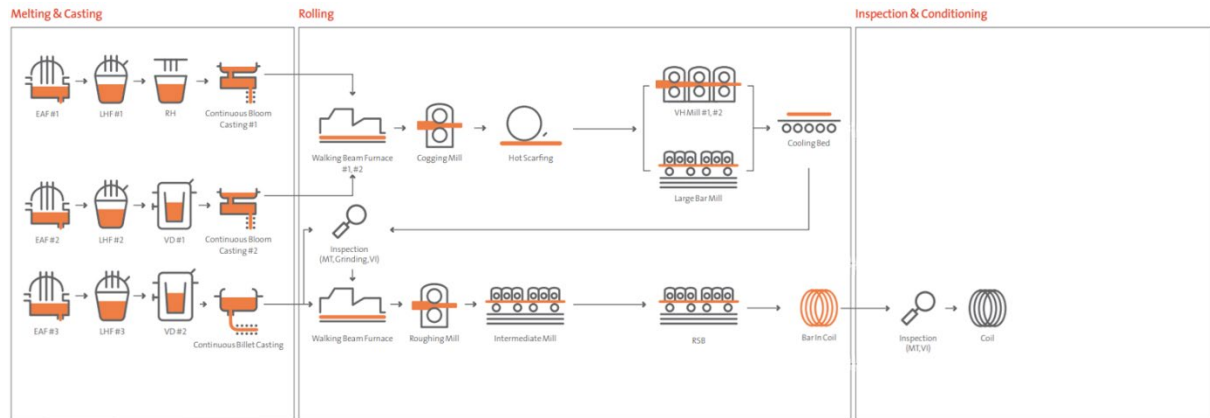 Melting & Casting
Rolling
Inspection & Conditioning
EAF #1
LHF #1
RH
Continuous Bloom
Casting #1
Walking Beam Furnace
#1, #2
Cogging Mill
Hot Scarfing
VH Mill #1, #2
Large Bar Mill
Cooling Bed
EAF #2
LHF #2
VD #1
Continuous Bloom
Casting #2
Inspection
(MT, Grinding, VI)
EAF #3
LHF #3
VD #2
Continuous Billet Casting
Walking Beam Furnace
Roughing Mill
Intermediate Mill
RSB
Bar In Coil
Inspection
(MT, VI)
Coil